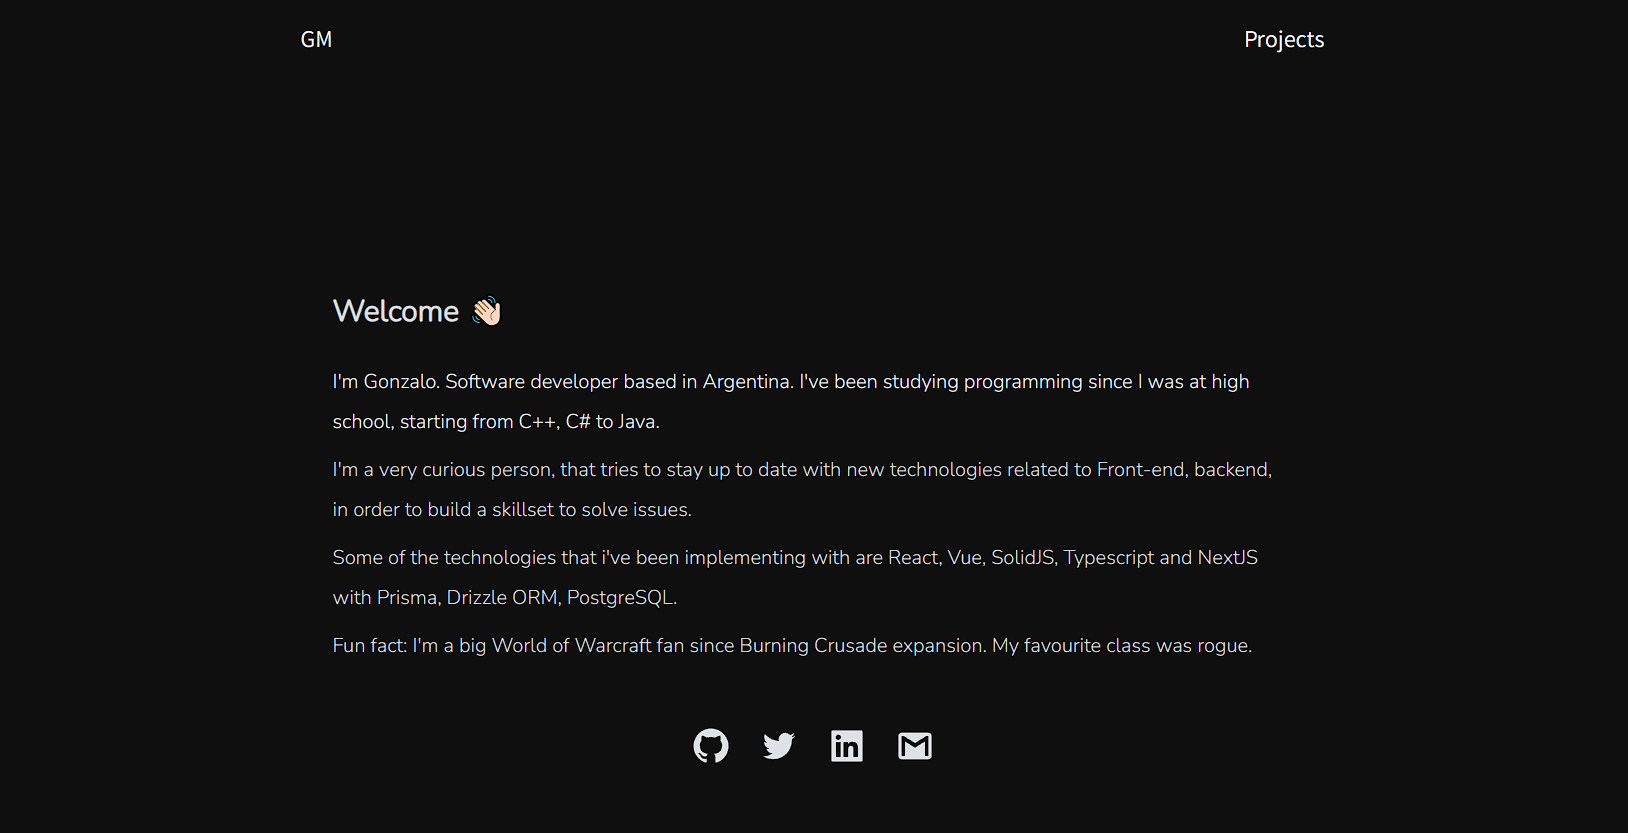 GM
Projects
Welcome 👋🏻
I'm Gonzalo. Software developer based in Argentina. I've been studying programming since I was at high
school, starting from C++, C# to Java.
I'm a very curious person, that tries to stay up to date with new technologies related to Front-end, backend,
in order to build a skillset to solve issues.
Some of the technologies that i've been implementing with are React, Vue, SolidJS, Typescript and NextJS
with Prisma, Drizzle ORM, PostgreSQL.
Fun fact: I'm a big World of Warcraft fan since Burning Crusade expansion. My favourite class was rogue.